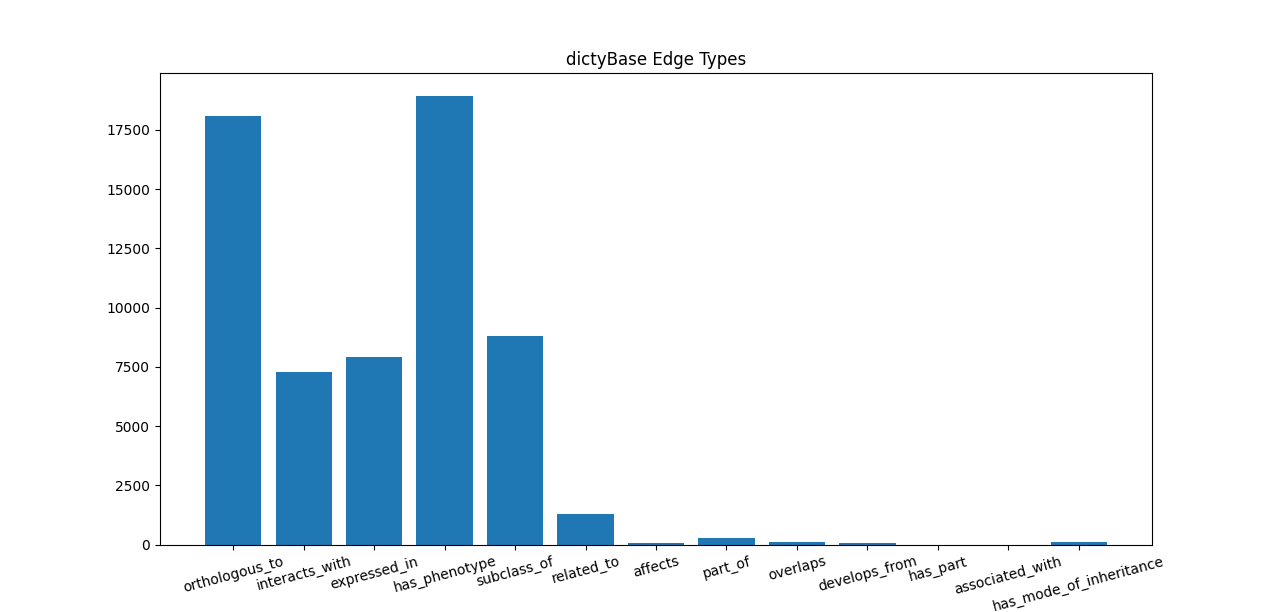 dictyBase Edge Types
17500
15000
12500
10000
7500
5000
2500
0
orthologous_to
interacts_with
expressed_in
has_phenotype
subclass_of
related_to
affects
part_of
overlaps
develops_from
has_part
associated_with
has_mode_of_inheritance